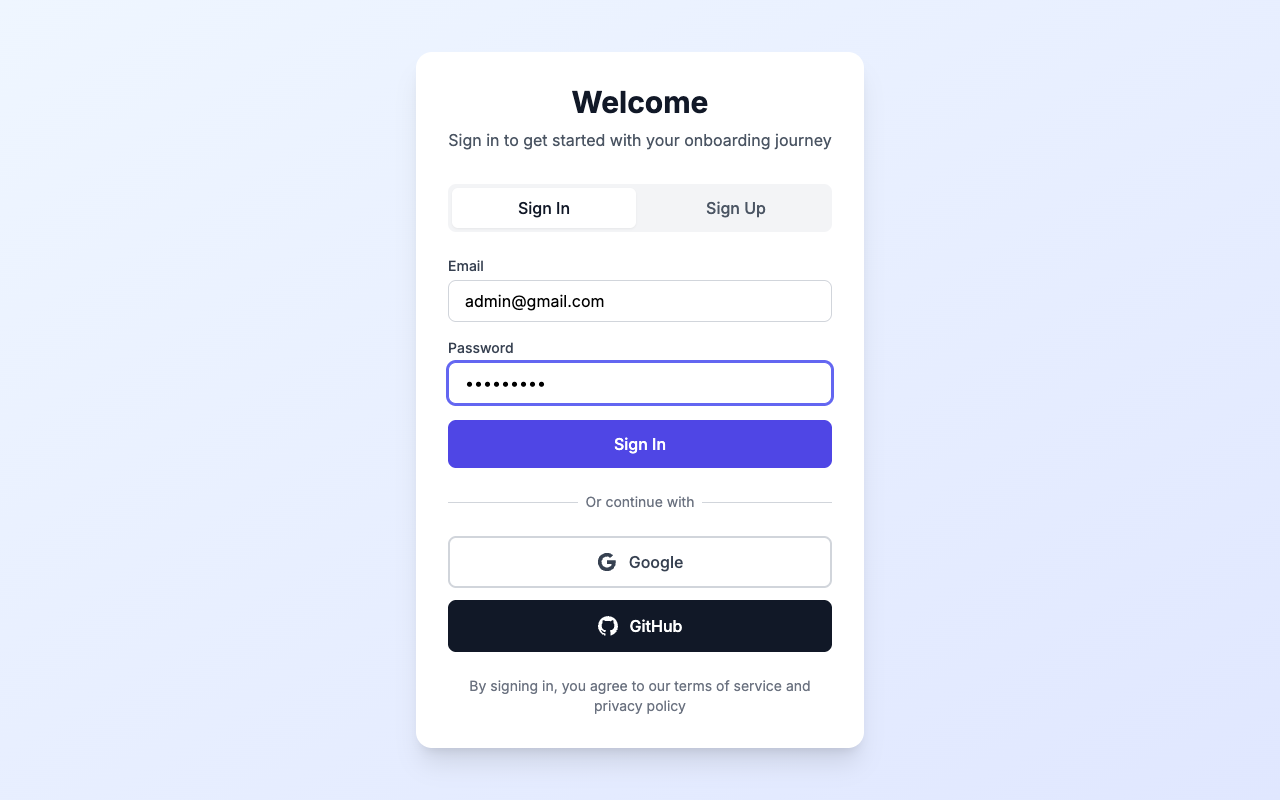 Welcome
Sign in to get started with your onboarding journey
Sign In
Sign Up
Email
admin@gmail.com
Password
•••••••••
Sign In
Or continue with
Google
GitHub
By signing in, you agree to our terms of service and
privacy policy